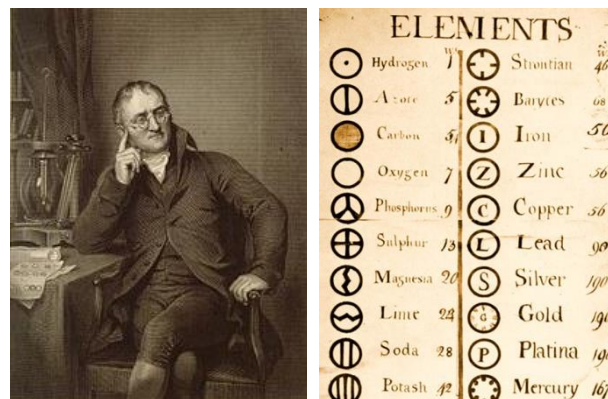 ELEMENTS
Hydrogen 1
Azote 5
Carbon 5
Oxygen 7
Phosphorus 9
Sulphur 13
Magnesia 20
Lime 24
Soda 28
Potash 42
Strontian 46
Barytes 68
I Iron 50
Z Zinc 56
C Copper 56
L Lead 90
S Silver 190
G Gold 190
P Platina 190
Mercury 167